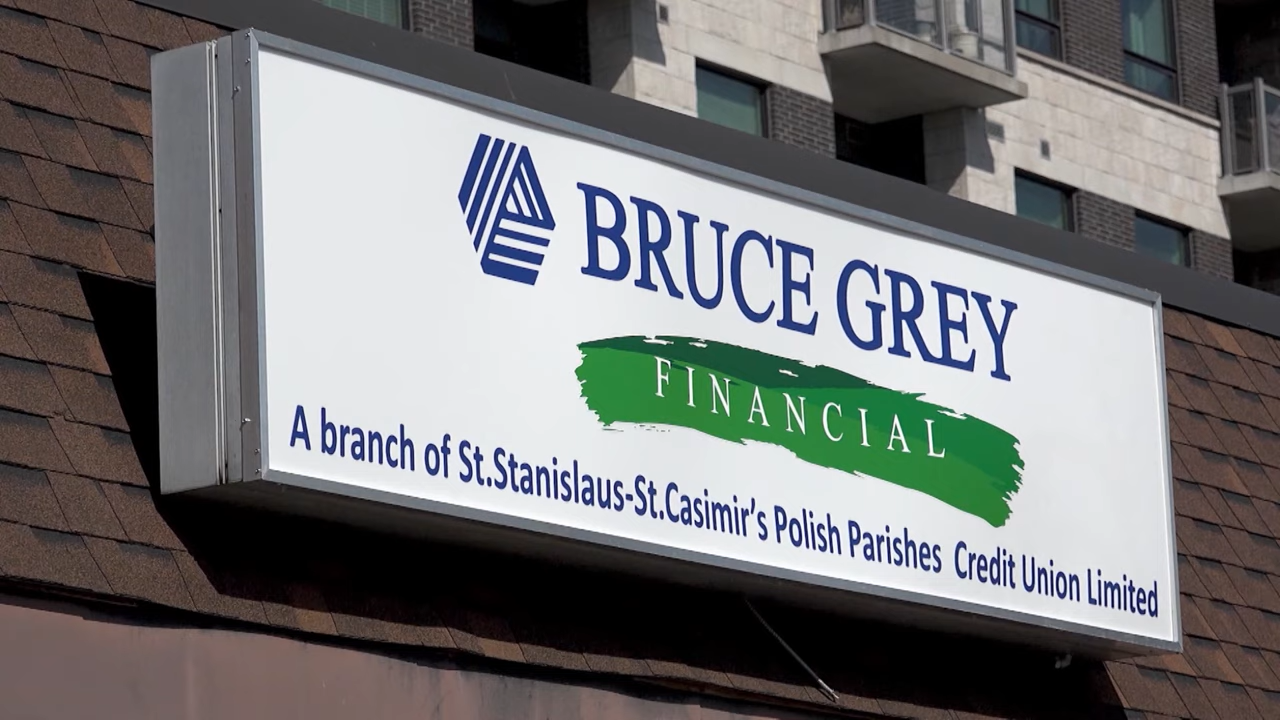 BRUCE GREY
FINANCIAL
A branch of St.Stanislaus-St.Casimir's Polish Parishes Credit Union Limited